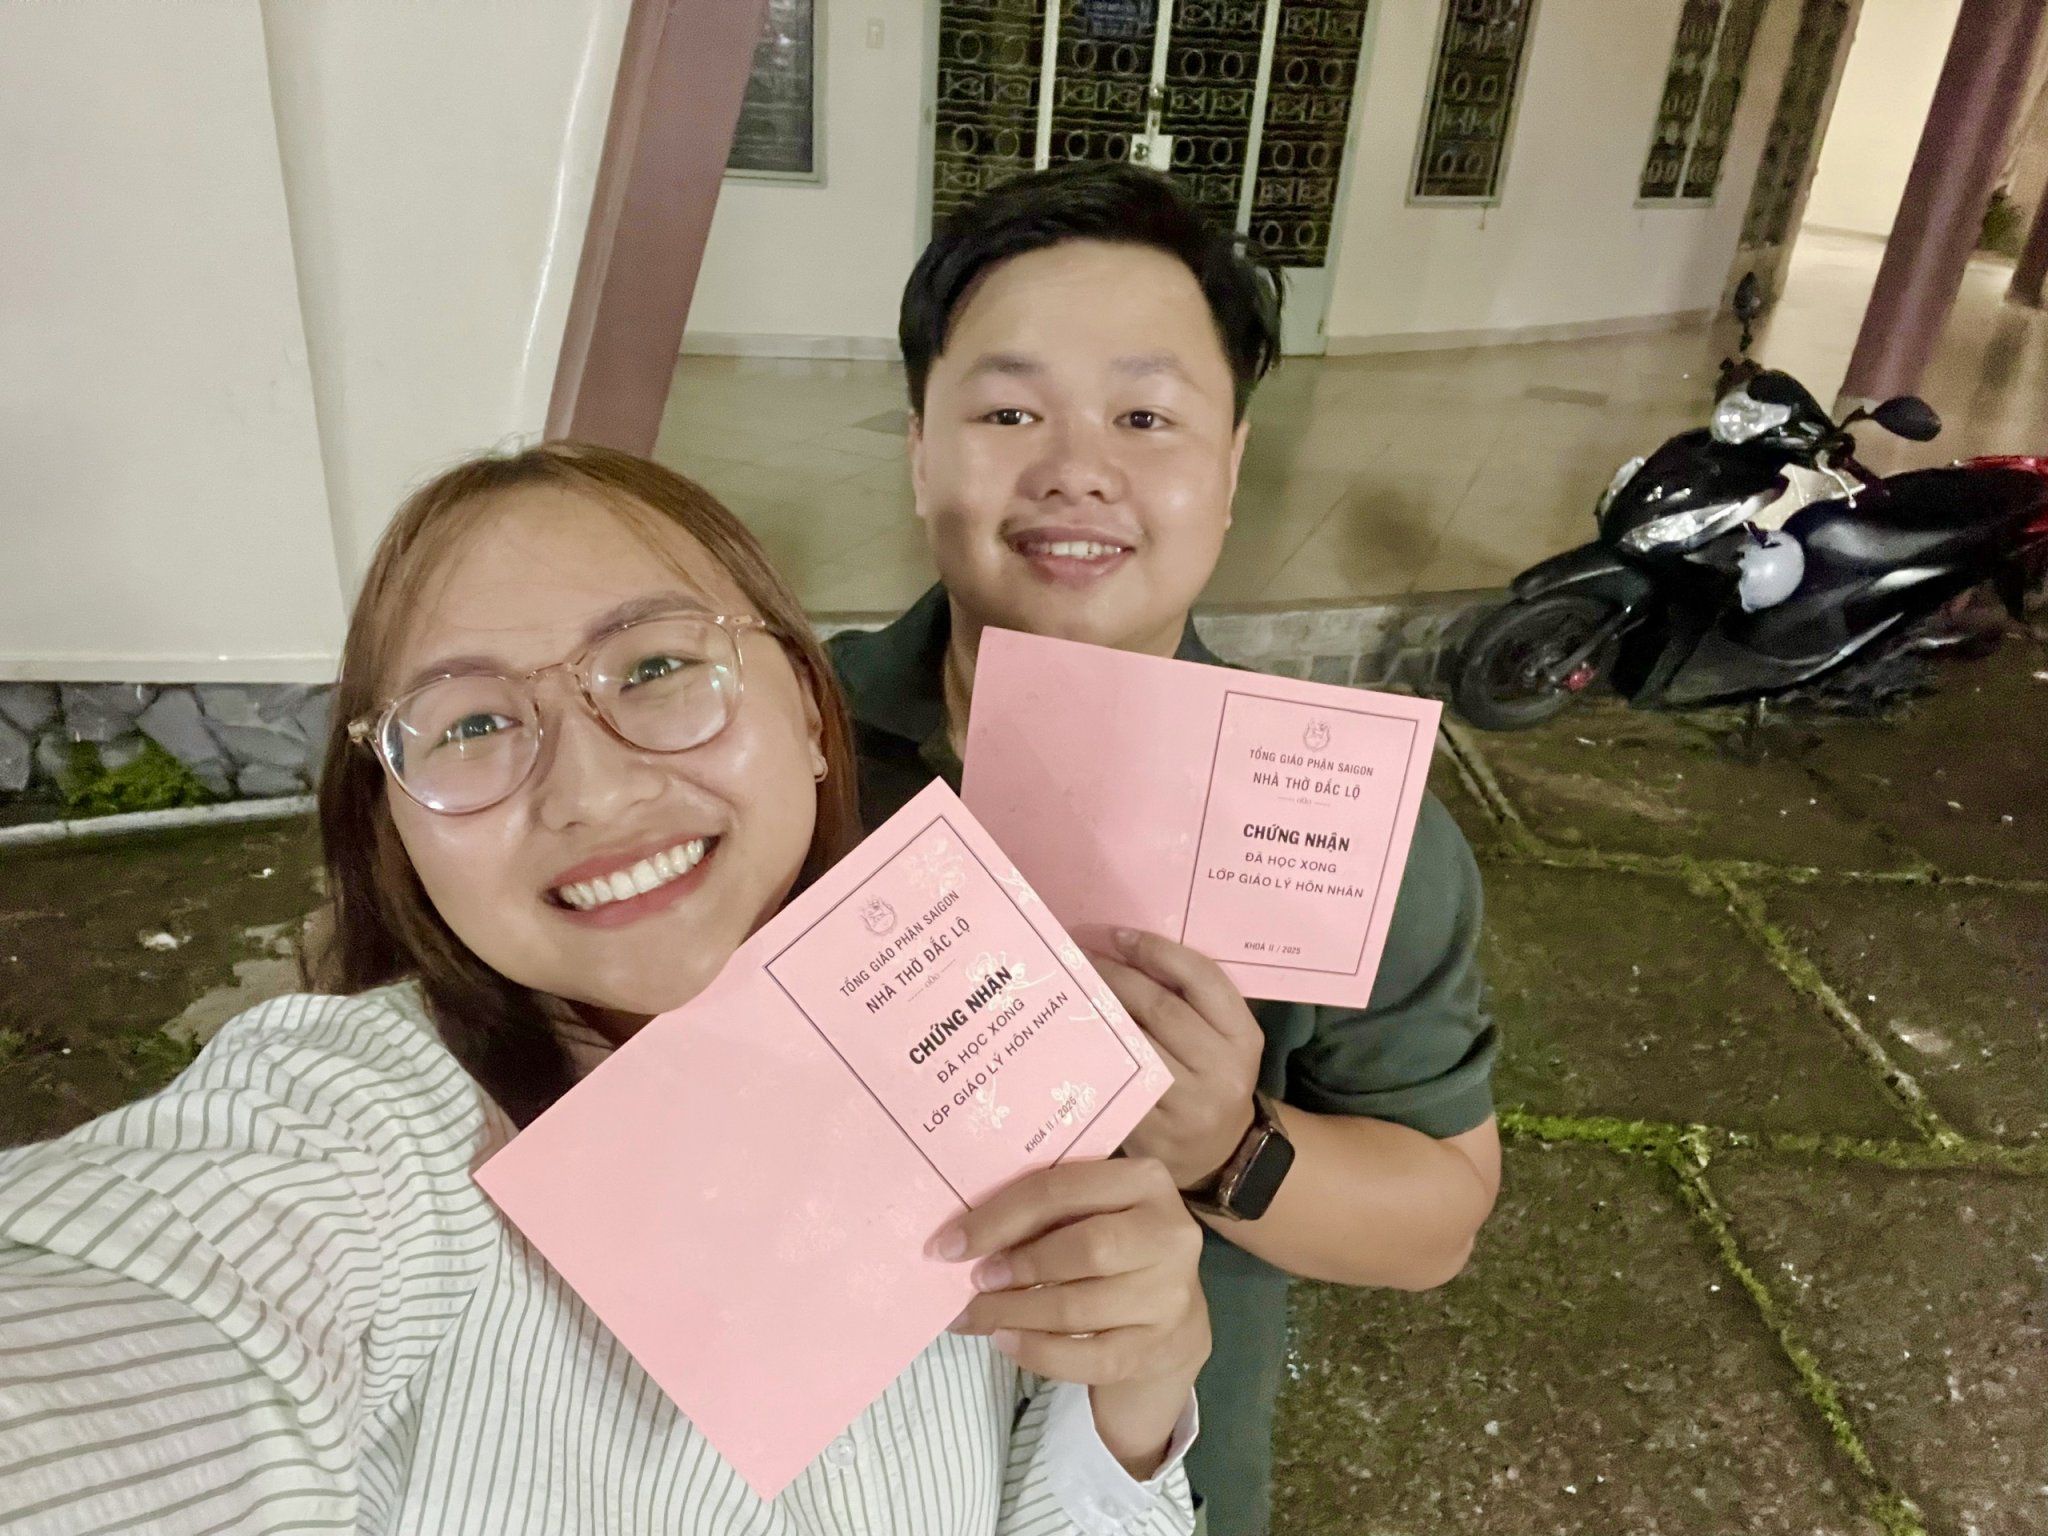 TỔNG GIÁO PHẬN SAIGON
NHÀ THỜ ĐẮC LỘ
CHỨNG NHẬN
ĐÃ HỌC XONG
LỚP GIÁO LÝ HÔN NHÂN
KHOÁ II / 2025
TỔNG GIÁO PHẬN SAIGON
NHÀ THỜ ĐẮC LỘ
CHỨNG NHẬN
ĐÃ HỌC XONG
LỚP GIÁO LÝ HÔN NHÂN
KHOÁ II / 2025